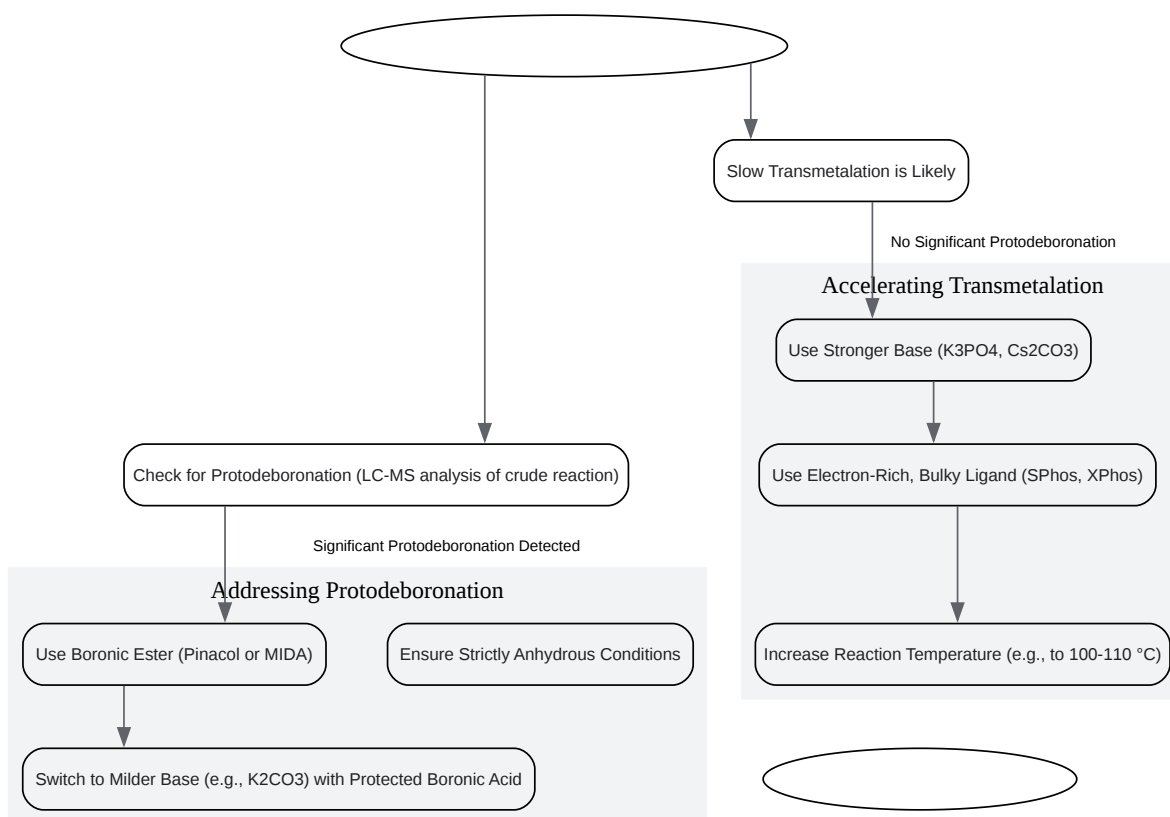 Slow Transmetalation is Likely
No Significant Protodeboronation
Accelerating Transmetalation
Use Stronger Base (K3PO4, Cs2CO3)
Check for Protodeboronation (LC-MS analysis of crude reaction)
Use Electron-Rich, Bulky Ligand (SPhos, XPhos)
Significant Protodeboronation Detected
Addressing Protodeboronation
Use Boronic Ester (Pinacol or MIDA)
Ensure Strictly Anhydrous Conditions
Increase Reaction Temperature (e.g., to 100-110 °C)
Switch to Milder Base (e.g., K2CO3) with Protected Boronic Acid